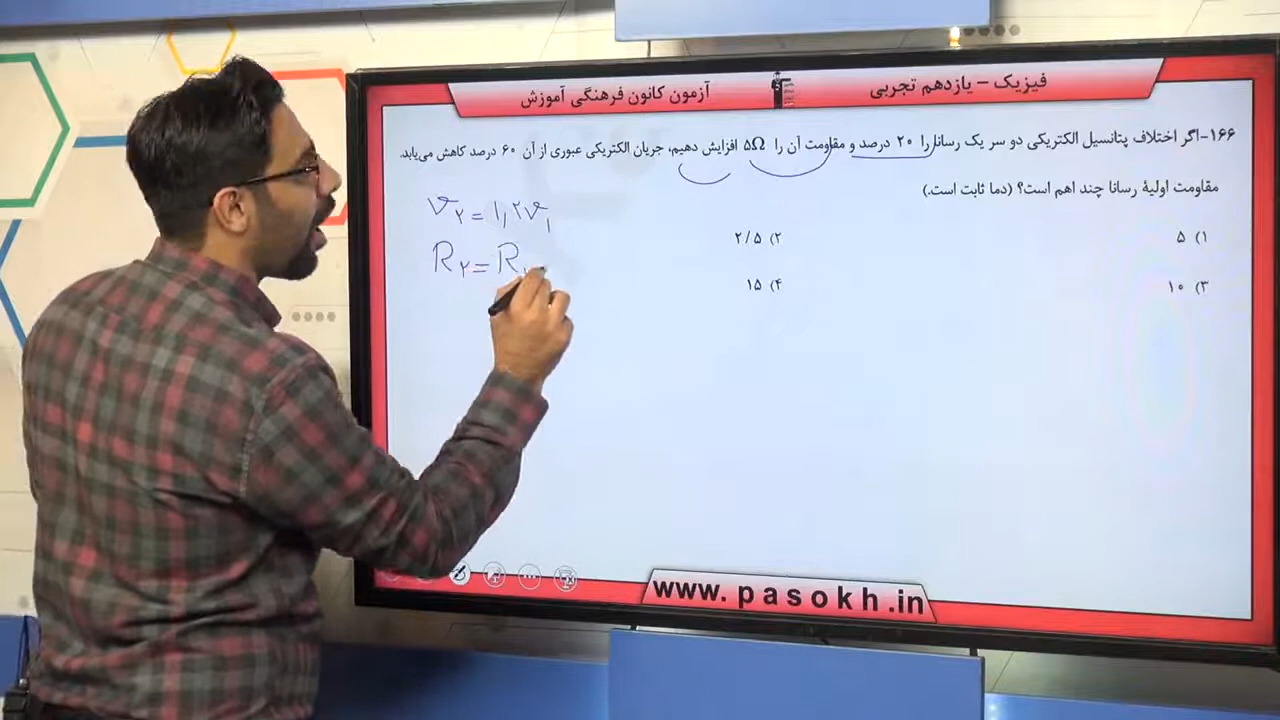 فیزیک – یازدهم تجربی
آزمون کانون فرهنگی آموزش
۱۶۶-اگر اختلاف پتانسیل الکتریکی دو سر یک رسانا را ۲۰ درصد و مقاومت آن را ۵Ω افزایش دهیم، جریان الکتریکی عبوری از آن ۶۰ درصد کاهش می‌یابد.
مقاومت اولیهٔ رسانا چند اهم است؟ (دما ثابت است.)
۱) ۵
۲) ۲/۵
۳) ۱۰
۴) ۱۵
V۲ = ۱,۲V۱
R۲ = R۱
www.pasokh.in